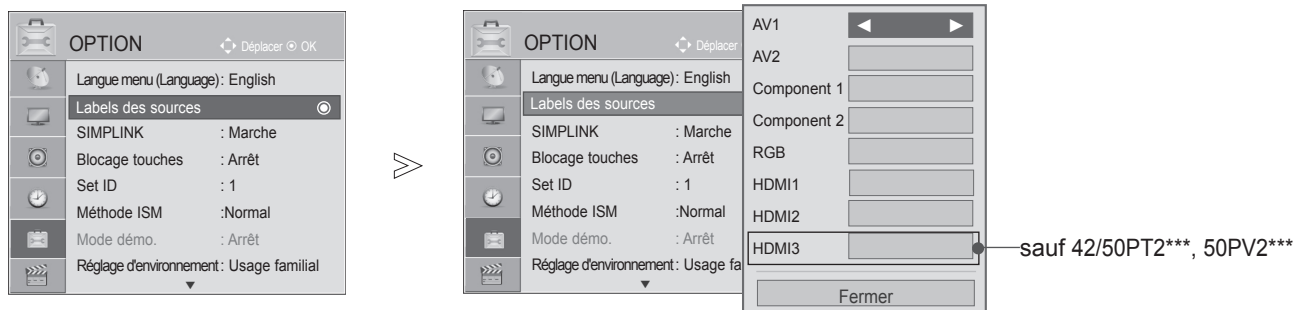 OPTION
Déplacer OK
Langue menu (Language) : English
Labels des sources
SIMPLINK : Marche
Blocage touches : Arrêt
Set ID : 1
Méthode ISM :Normal
Mode démo. : Arrêt
Réglage d'environnement : Usage familial
OPTION
Déplacer
Langue menu (Language) : English
Labels des sources
SIMPLINK : Marche
Blocage touches : Arrêt
Set ID : 1
Méthode ISM :Normal
Mode démo. : Arrêt
Réglage d'environnement : Usage fa
AV1
AV2
Component 1
Component 2
RGB
HDMI1
HDMI2
HDMI3
Fermer
sauf 42/50PT2***, 50PV2***